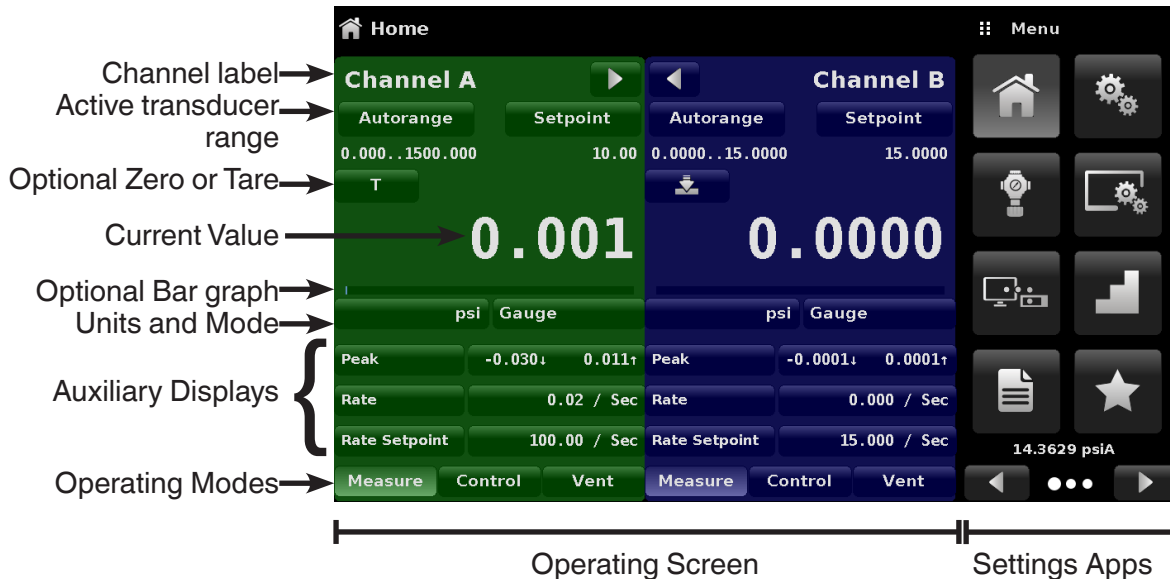 Home
Menu
Channel label
Channel A
Channel B
Active transducer
range
Autorange
Setpoint
Autorange
Setpoint
0.000..1500.000
10.00
0.0000..15.0000
15.0000
Optional Zero or Tare
T
Current Value
0.001
0.0000
Optional Bar graph
Units and Mode
psi
Gauge
psi
Gauge
Auxiliary Displays
Peak
-0.030↓
0.011↑
Peak
-0.0001↓
0.0001↑
Rate
0.02 / Sec
Rate
0.000 / Sec
Rate Setpoint
100.00 / Sec
Rate Setpoint
15.000 / Sec
14.3629 psiA
Operating Modes
Measure
Control
Vent
Measure
Control
Vent
Operating Screen
Settings Apps